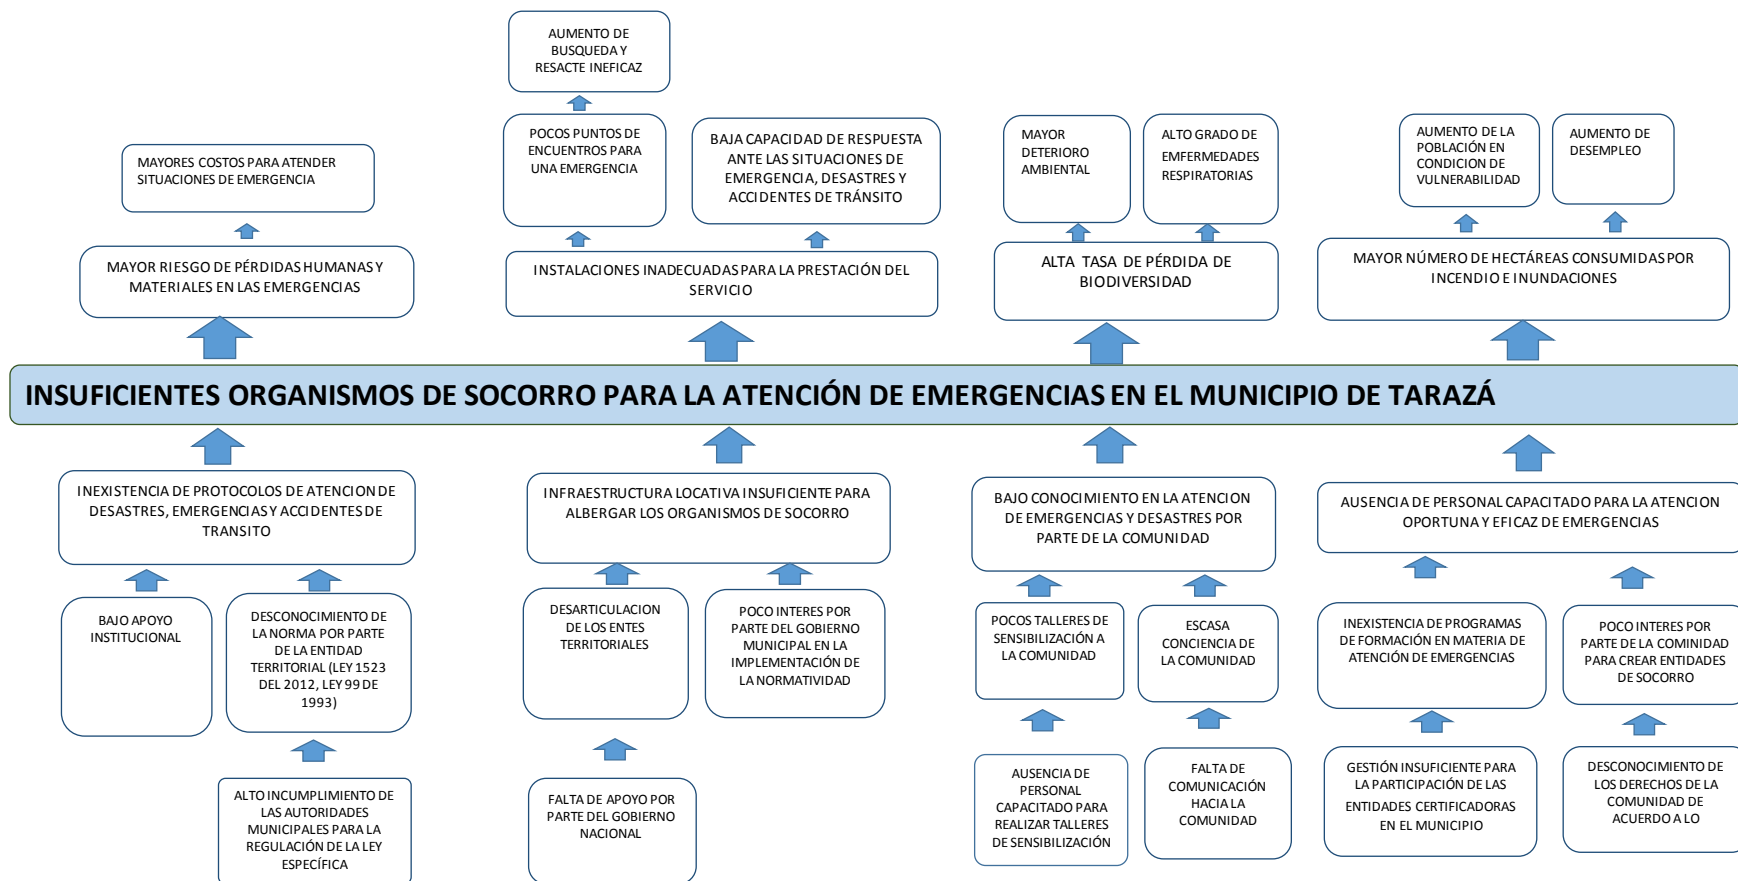 AUMENTO DE
BUSQUEDA Y
RESACTE INEFICAZ
MAYORES COSTOS PARA ATENDER
SITUACIONES DE EMERGENCIA
POCOS PUNTOS DE
ENCUENTROS PARA
UNA EMERGENCIA
BAJA CAPACIDAD DE RESPUESTA
ANTE LAS SITUACIONES DE
EMERGENCIA, DESASTRES Y
ACCIDENTES DE TRÁNSITO
MAYOR
DETERIORO
AMBIENTAL
ALTO GRADO DE
EMFERMEDADES
RESPIRATORIAS
AUMENTO DE LA
POBLACIÓN EN
CONDICION DE
VULNERABILIDAD
AUMENTO DE
DESEMPLEO
MAYOR RIESGO DE PÉRDIDAS HUMANAS Y
MATERIALES EN LAS EMERGENCIAS
INSTALACIONES INADECUADAS PARA LA PRESTACIÓN DEL
SERVICIO
ALTA TASA DE PÉRDIDA DE
BIODIVERSIDAD
MAYOR NÚMERO DE HECTÁREAS CONSUMIDAS POR
INCENDIO E INUNDACIONES
INSUFICIENTES ORGANISMOS DE SOCORRO PARA LA ATENCIÓN DE EMERGENCIAS EN EL MUNICIPIO DE TARAZÁ
INEXISTENCIA DE PROTOCOLOS DE ATENCION DE
DESASTRES, EMERGENCIAS Y ACCIDENTES DE
TRANSITO
INFRAESTRUCTURA LOCATIVA INSUFICIENTE PARA
ALBERGAR LOS ORGANISMOS DE SOCORRO
BAJO CONOCIMIENTO EN LA ATENCION
DE EMERGENCIAS Y DESASTRES POR
PARTE DE LA COMUNIDAD
AUSENCIA DE PERSONAL CAPACITADO PARA LA ATENCION
OPORTUNA Y EFICAZ DE EMERGENCIAS
BAJO APOYO
INSTITUCIONAL
DESCONOCIMIENTO DE
LA NORMA POR PARTE
DE LA ENTIDAD
TERRITORIAL (LEY 1523
DEL 2012, LEY 99 DE
1993)
DESARTICULACION
DE LOS ENTES
TERRITORIALES
POCO INTERES POR
PARTE DEL GOBIERNO
MUNICIPAL EN LA
IMPLEMENTACIÓN DE
LA NORMATIVIDAD
POCOS TALLERES DE
SENSIBILIZACIÓN A
LA COMUNIDAD
ESCASA
CONCIENCIA DE
LA COMUNIDAD
INEXISTENCIA DE PROGRAMAS
DE FORMACIÓN EN MATERIA DE
ATENCIÓN DE EMERGENCIAS
POCO INTERES POR
PARTE DE LA COMINIDAD
PARA CREAR ENTIDADES
DE SOCORRO
ALTO INCUMPLIMIENTO DE
LAS AUTORIDADES
MUNICIPALES PARA LA
REGULACIÓN DE LA LEY
ESPECÍFICA
FALTA DE APOYO POR
PARTE DEL GOBIERNO
NACIONAL
AUSENCIA DE
PERSONAL
CAPACITADO PARA
REALIZAR TALLERES
DE SENSIBILIZACIÓN
FALTA DE
COMUNICACIÓN
HACIA LA
COMUNIDAD
GESTIÓN INSUFICIENTE PARA
LA PARTICIPACIÓN DE LAS
ENTIDADES CERTIFICADORAS
EN EL MUNICIPIO
DESCONOCIMIENTO DE
LOS DERECHOS DE LA
COMUNIDAD DE
ACUERDO A LO